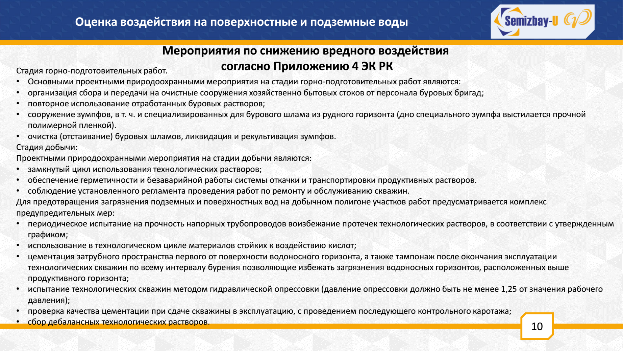 Оценка воздействия на поверхностные и подземные воды
Semizbay-U
Мероприятия по снижению вредного воздействия
согласно Приложению 4 ЭК РК
Стадия горно-подготовительных работ.
• Основными проектными природоохранными мероприятия на стадии горно-подготовительных работ являются:
• организация сбора и передачи на очистные сооружения хозяйственно бытовых стоков от персонала буровых бригад;
• повторное использование отработанных буровых растворов;
• сооружение зумпфов, в т. ч. и специализированных для бурового шлама из рудного горизонта (дно специального зумпфа выстилается прочной
полимерной пленкой).
• очистка (отстаивание) буровых шламов, ликвидация и рекультивация зумпфов.
Стадия добычи:
Проектными природоохранными мероприятия на стадии добычи являются:
• замкнутый цикл использования технологических растворов;
• обеспечение герметичности и безаварийной работы системы откачки и транспортировки продуктивных растворов.
• соблюдение установленного регламента проведения работ по ремонту и обслуживанию скважин.
Для предотвращения загрязнения подземных и поверхностных вод на добычном полигоне участков работ предусматривается комплекс
предупредительных мер:
• периодическое испытание на прочность напорных трубопроводов воизбежание протечек технологических растворов, в соответствии с утвержденным
графиком;
• использование в технологическом цикле материалов стойких к воздействию кислот;
• цементация затрубного пространства первого от поверхности водоносного горизонта, а также тампонаж после окончания эксплуатации
технологических скважин по всему интервалу бурения позволяющие избежать загрязнения водоносных горизонтов, расположенных выше
продуктивного горизонта;
• испытание технологических скважин методом гидравлической опрессовки (давление опрессовки должно быть не менее 1,25 от значения рабочего
давления);
• проверка качества цементации при сдаче скважины в эксплуатацию, с проведением последующего контрольного каротажа;
• сбор дебалансных технологических растворов.
10